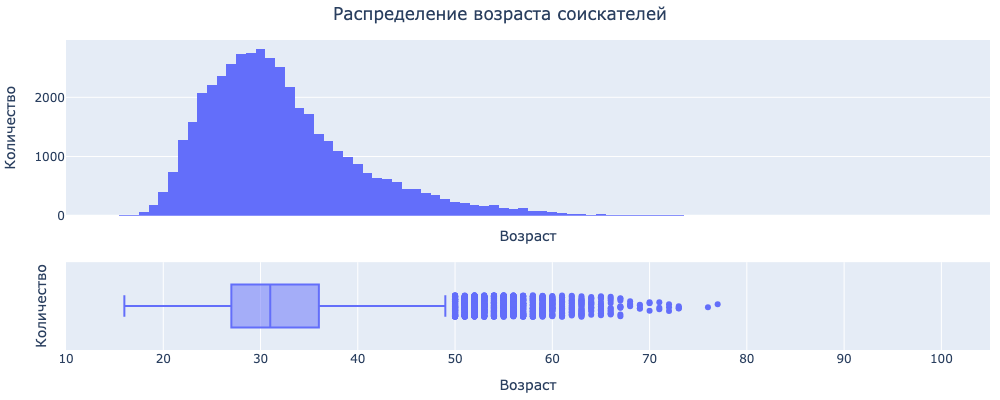 Распределение возраста соискателей
Количество
2000
1000
0
Возраст
Количество
10 20 30 40 50 60 70 80 90 100
Возраст